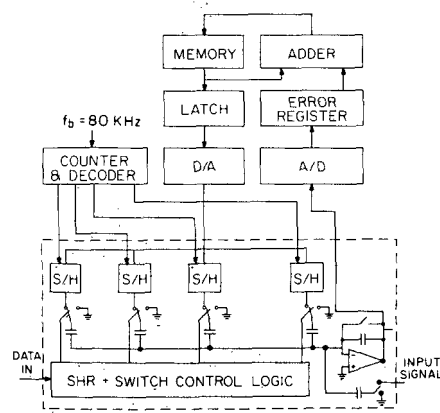 MEMORY
ADDER
LATCH
ERROR
REGISTER
f_b = 80 KHz
COUNTER
& DECODER
D/A
A/D
S/H
S/H
S/H
S/H
DATA
IN
SHR + SWITCH CONTROL LOGIC
-
+
INPUT
SIGNAL